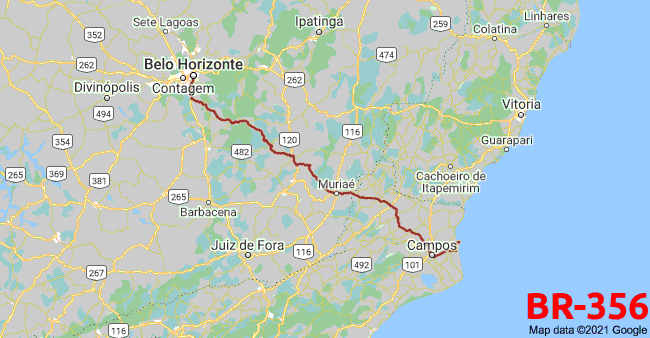 Sete Lagoas
Ipatinga
259
Linhares
352
Colatina
474
Belo Horizonte
262
262
Contagem
Divinópolis
494
Vitoria
116
120
354
482
Guarapari
265
369
265
381
Muriaé
Cachoeiro de
Itapemirim
265
Barbacena
Juiz de Fora
116
Campos
492
101
267
BR-356
116
Map data ©2021 Google